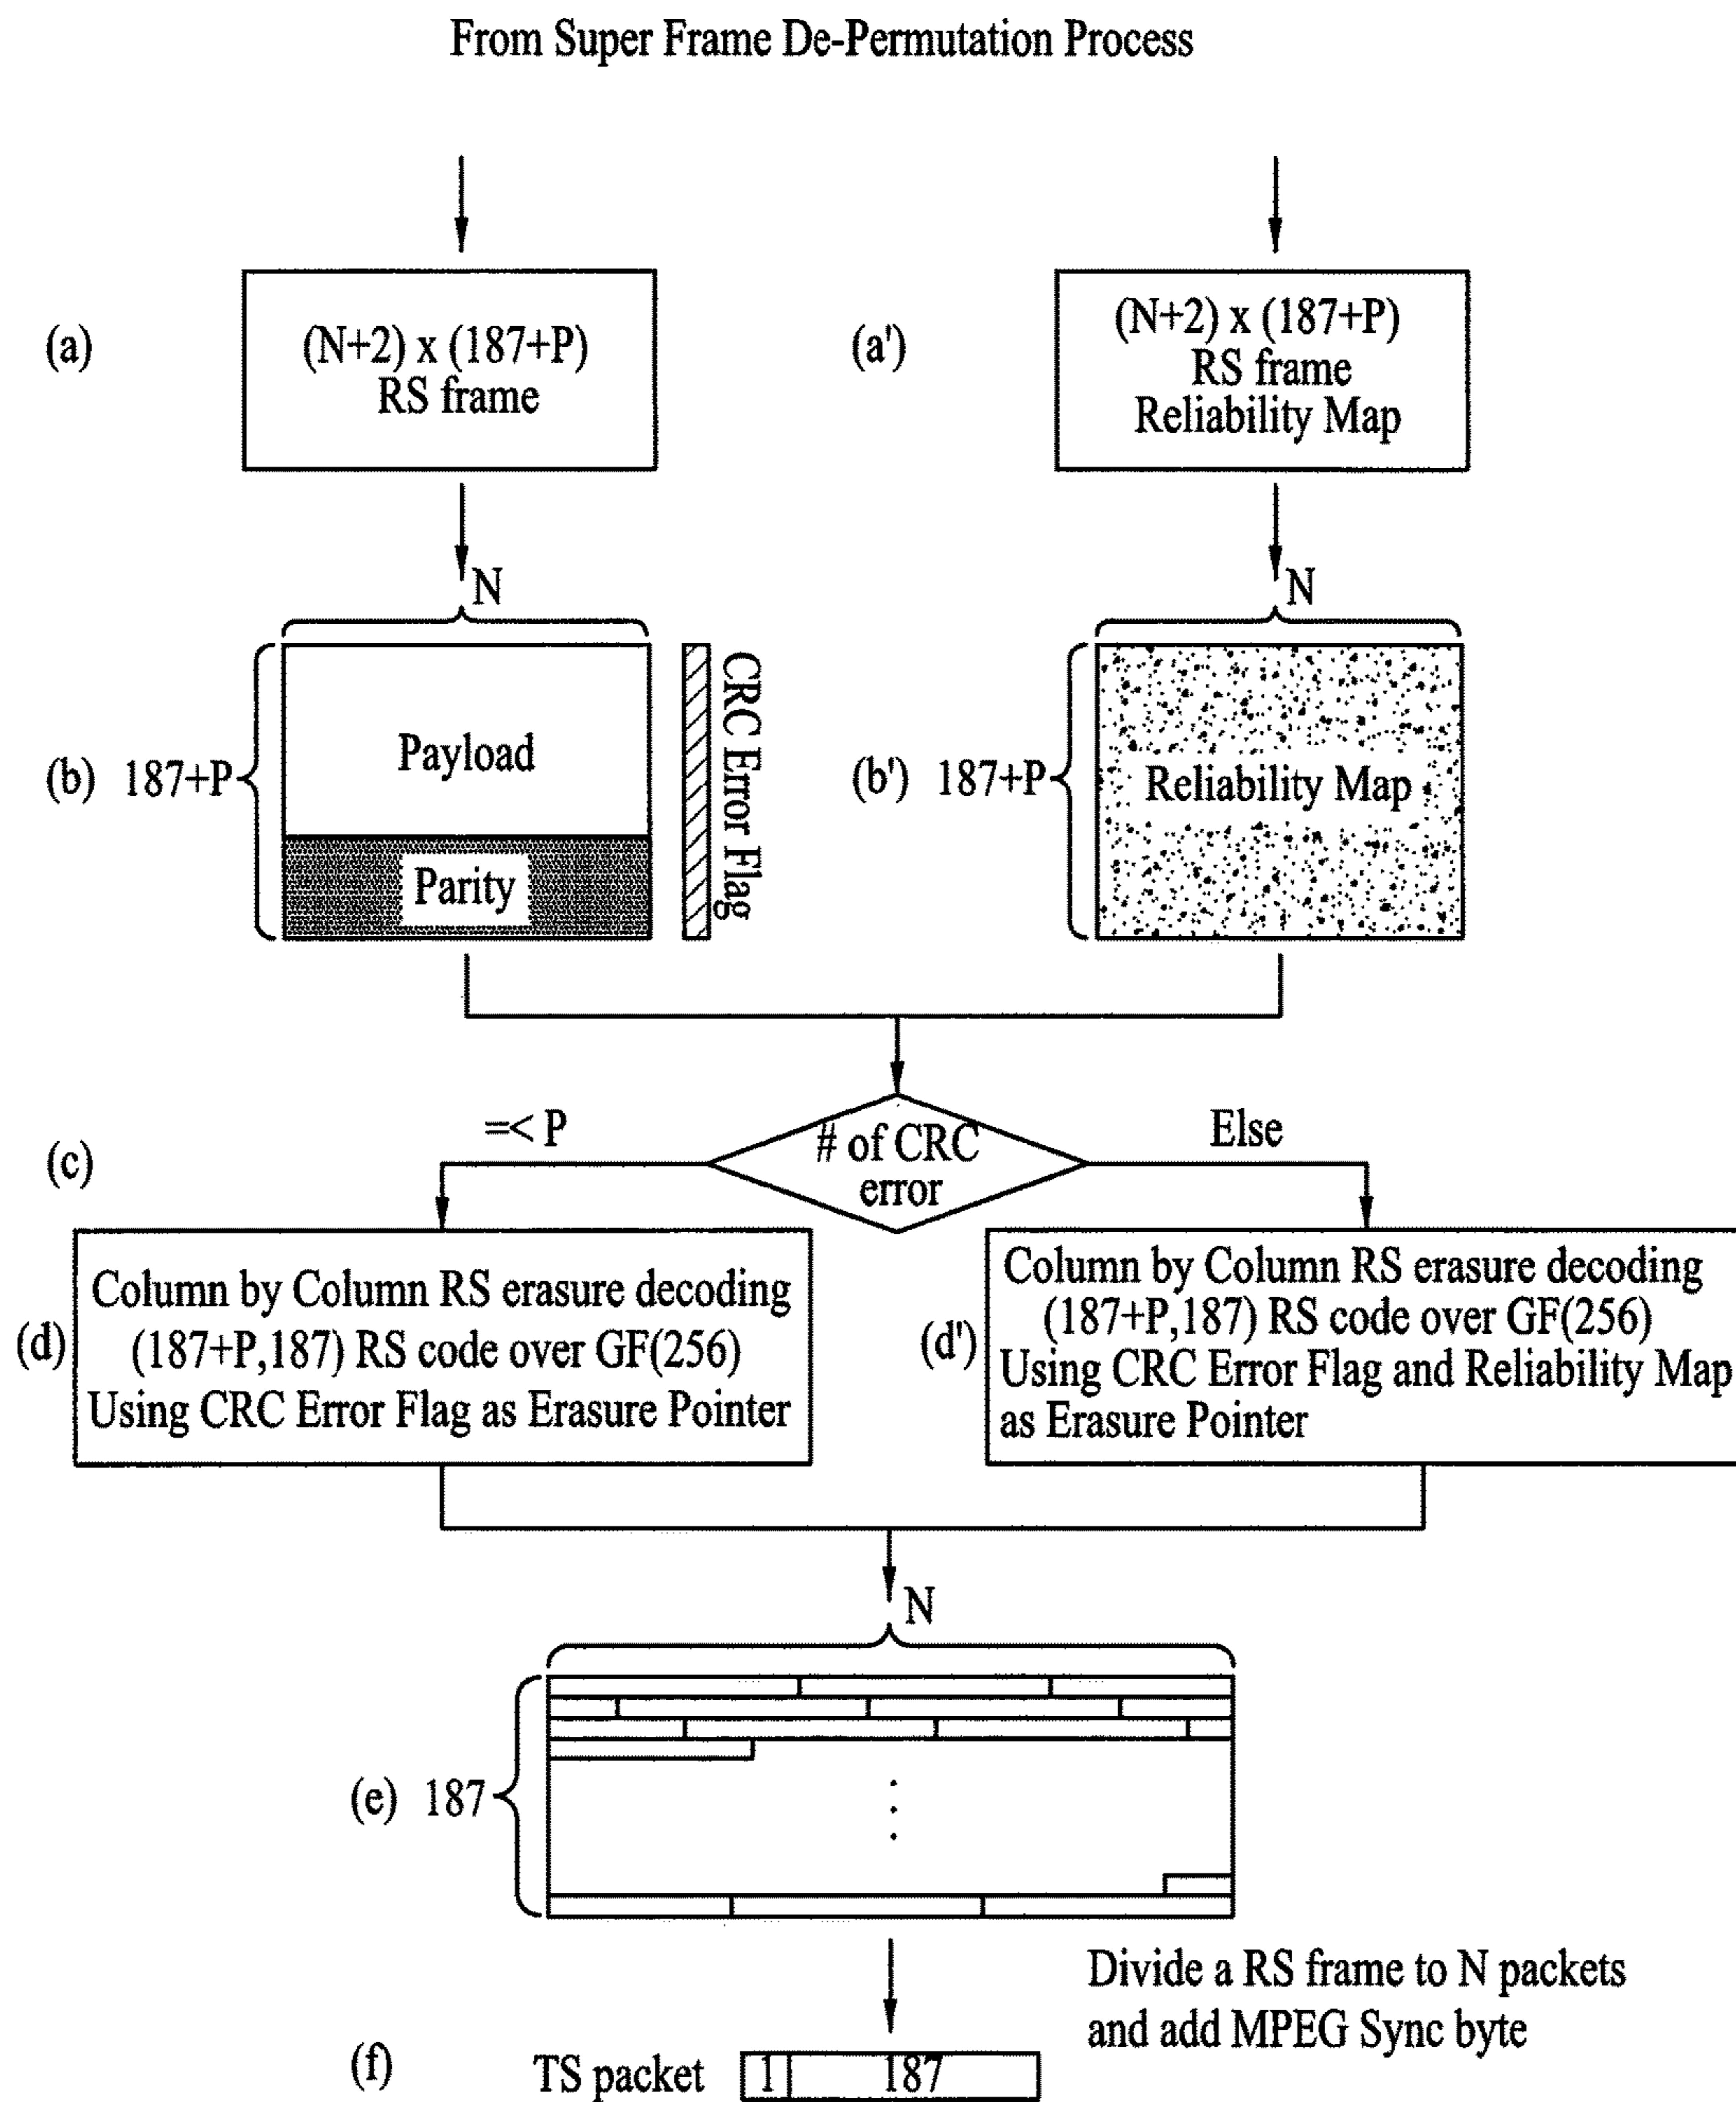 From Super Frame De-Permutation Process
(a)
(N+2) x (187+P)
RS frame
(a')
(N+2) x (187+P)
RS frame
Reliability Map
N
N
(b) 187+P
Payload
Parity
CRC Error Flag
(b') 187+P
Reliability Map
(c)
=< P
# of CRC
error
Else
(d)
Column by Column RS erasure decoding
(187+P,187) RS code over GF(256)
Using CRC Error Flag as Erasure Pointer
(d')
Column by Column RS erasure decoding
(187+P,187) RS code over GF(256)
Using CRC Error Flag and Reliability Map
as Erasure Pointer
N
(e) 187
Divide a RS frame to N packets
and add MPEG Sync byte
(f)
TS packet
1
187